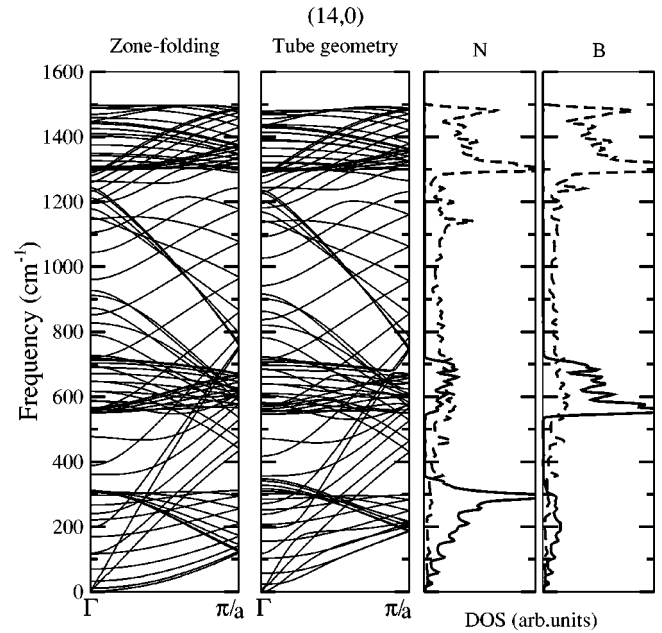 (14,0)
Zone-folding
Tube geometry
N
B
1600
1400
1200
1000
800
600
400
200
0
Frequency (cm⁻¹)
Γ
π/a
Γ
π/a
DOS (arb.units)